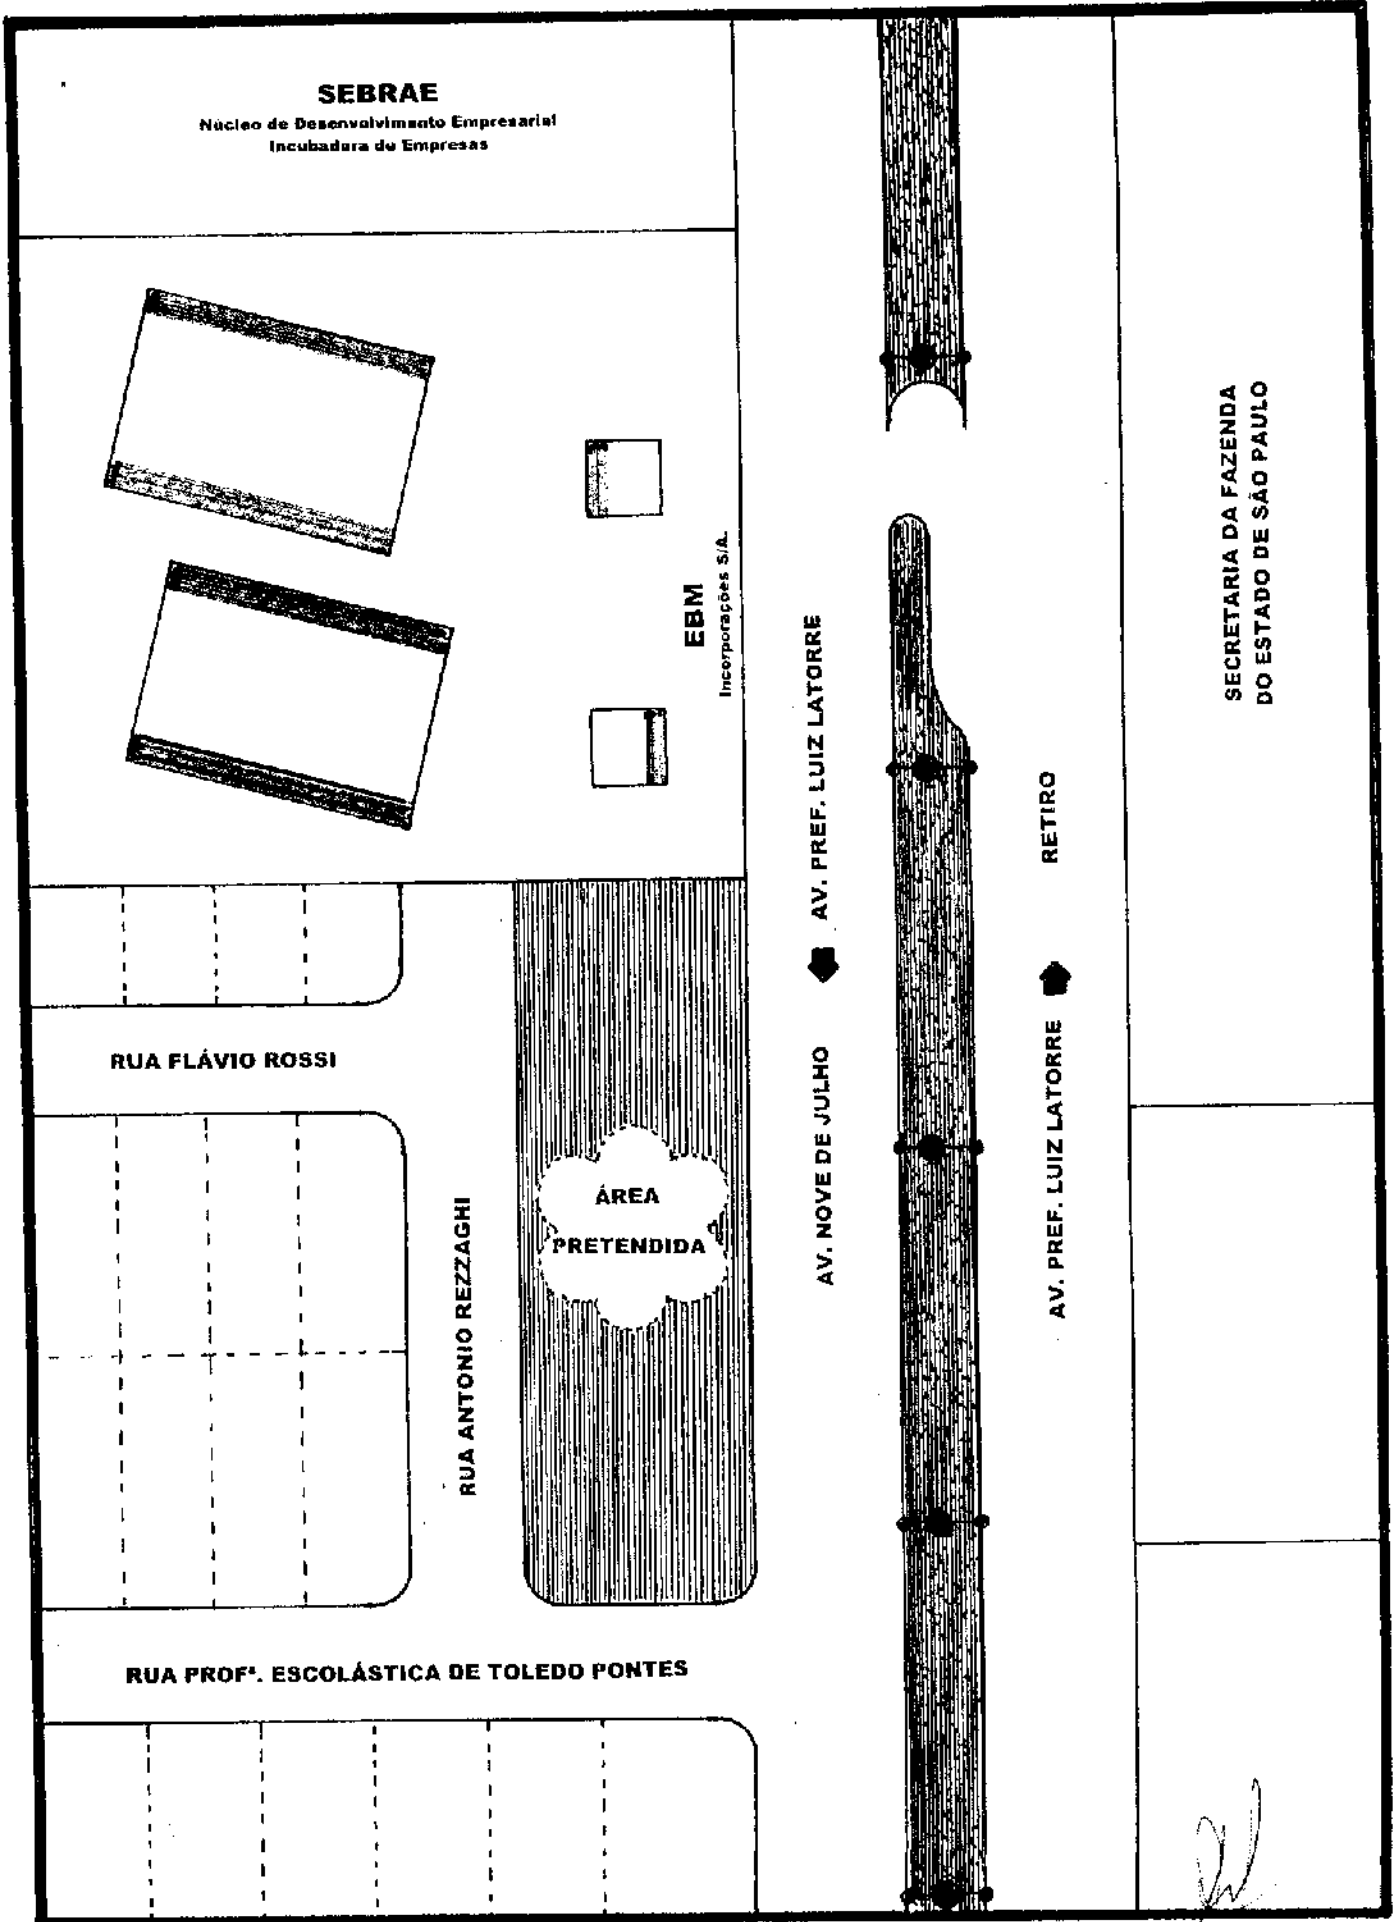 SEBRAE
Núcleo de Desenvolvimento Empresarial
Incubadora de Empresas
EBM
Incorporações S/A.
SECRETARIA DA FAZENDA
DO ESTADO DE SÃO PAULO
AV. PREF. LUIZ LATORRE
RETIRO
RUA FLÁVIO ROSSI
AV. NOVE DE JULHO
AV. PREF. LUIZ LATORRE
ÁREA
PRETENDIDA
RUA ANTONIO REZZAGHI
RUA PROFª. ESCOLÁSTICA DE TOLEDO PONTES